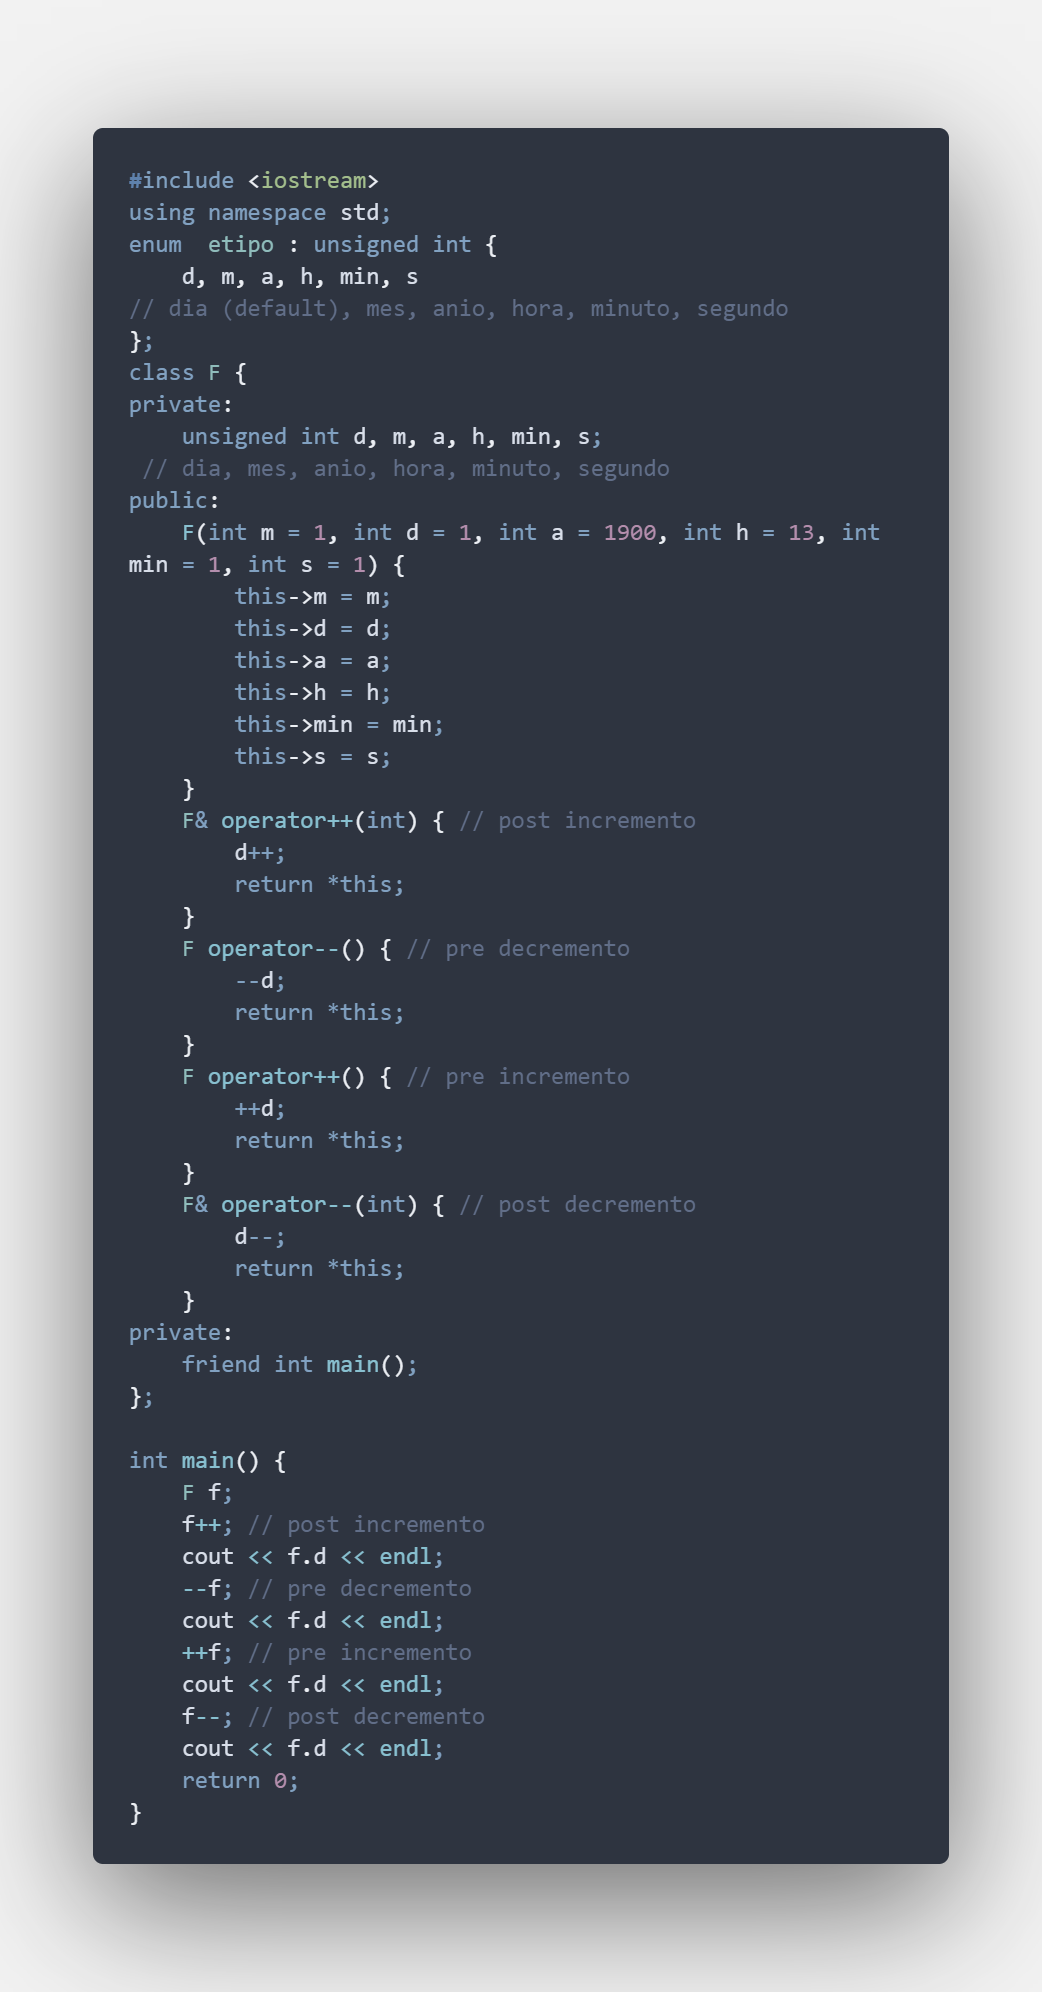 #include <iostream>
using namespace std;
enum  etipo : unsigned int {
    d, m, a, h, min, s
// dia (default), mes, anio, hora, minuto, segundo
};
class F {
private:
    unsigned int d, m, a, h, min, s;
 // dia, mes, anio, hora, minuto, segundo
public:
    F(int m = 1, int d = 1, int a = 1900, int h = 13, int
min = 1, int s = 1) {
        this->m = m;
        this->d = d;
        this->a = a;
        this->h = h;
        this->min = min;
        this->s = s;
    }
    F& operator++(int) { // post incremento
        d++;
        return *this;
    }
    F operator--() { // pre decremento
        --d;
        return *this;
    }
    F operator++() { // pre incremento
        ++d;
        return *this;
    }
    F& operator--(int) { // post decremento
        d--;
        return *this;
    }
private:
    friend int main();
};

int main() {
    F f;
    f++; // post incremento
    cout << f.d << endl;
    --f; // pre decremento
    cout << f.d << endl;
    ++f; // pre incremento
    cout << f.d << endl;
    f--; // post decremento
    cout << f.d << endl;
    return 0;
}